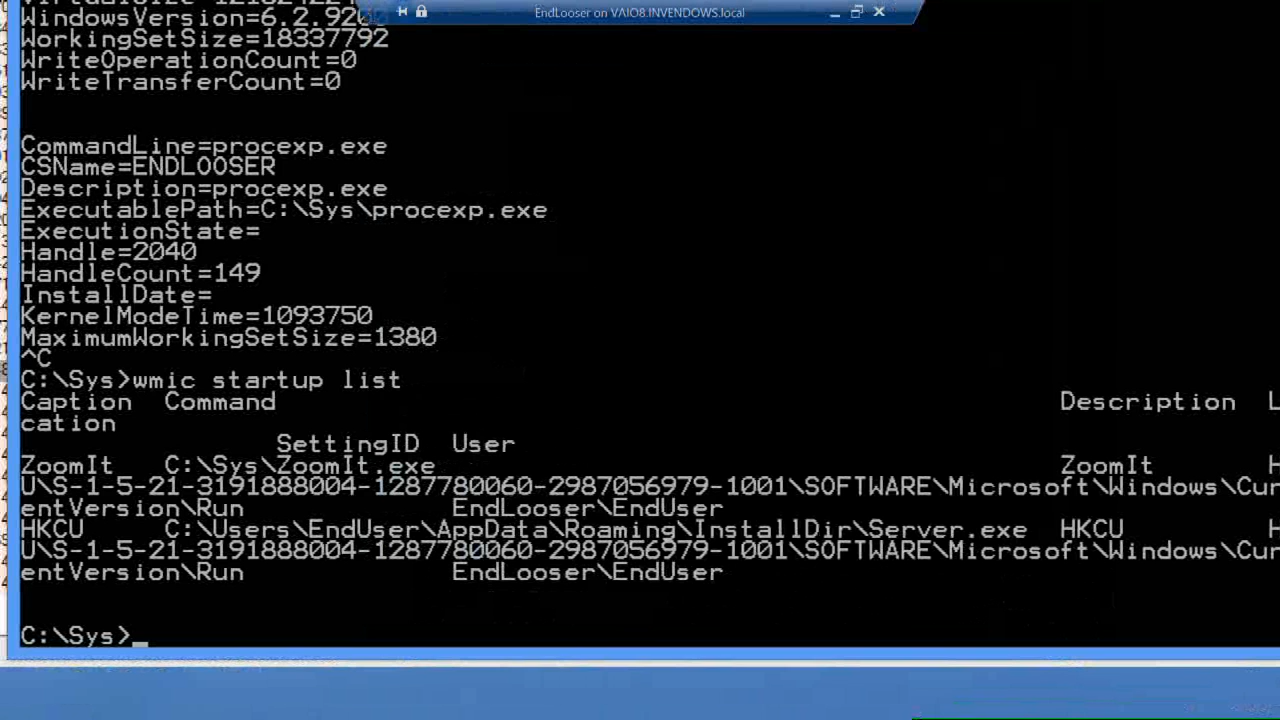 EndLooser on VAIO8.INVENDOWS.local
WindowsVersion=6.2.9200
WorkingSetSize=18337792
WriteOperationCount=0
WriteTransferCount=0
CommandLine=procexp.exe
CSName=ENDLOOSER
Description=procexp.exe
ExecutablePath=C:\Sys\procexp.exe
ExecutionState=
Handle=2040
HandleCount=149
InstallDate=
KernelModeTime=1093750
MaximumWorkingSetSize=1380
^C
C:\Sys>wmic startup list
Caption Command Description L
cation
SettingID User
ZoomIt C:\Sys\ZoomIt.exe ZoomIt H
U\S-1-5-21-3191888004-1287780060-2987056979-1001\SOFTWARE\Microsoft\Windows\Cur
entVersion\Run EndLooser\EndUser
HKCU C:\Users\EndUser\AppData\Roaming\InstallDir\Server.exe HKCU H
U\S-1-5-21-3191888004-1287780060-2987056979-1001\SOFTWARE\Microsoft\Windows\Cur
entVersion\Run EndLooser\EndUser
C:\Sys>_